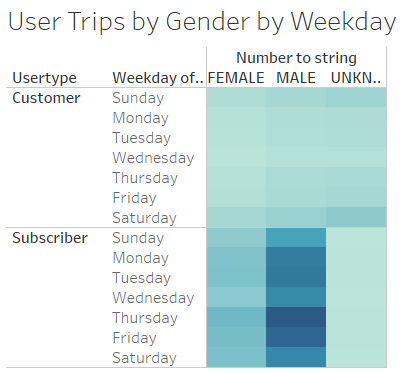 User Trips by Gender by Weekday
Number to string
Usertype Weekday of.. FEMALE MALE UNKN..
Customer Sunday
Monday
Tuesday
Wednesday
Thursday
Friday
Saturday
Subscriber Sunday
Monday
Tuesday
Wednesday
Thursday
Friday
Saturday